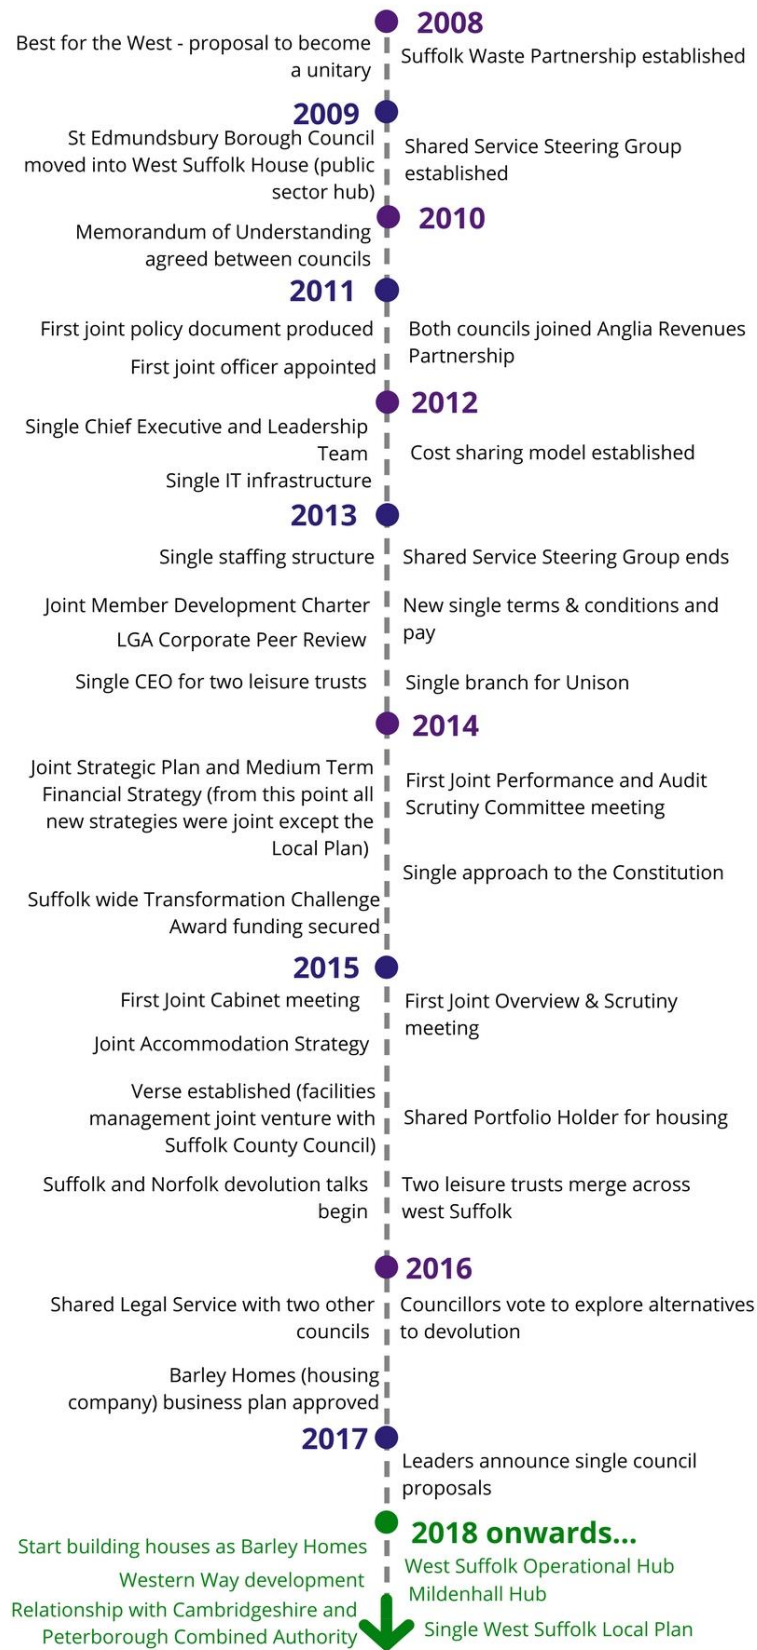 2008
Best for the West - proposal to become
a unitary
Suffolk Waste Partnership established
2009
St Edmundsbury Borough Council
moved into West Suffolk House (public
sector hub)
Shared Service Steering Group
established
2010
Memorandum of Understanding
agreed between councils
2011
First joint policy document produced
First joint officer appointed
Both councils joined Anglia Revenues
Partnership
2012
Single Chief Executive and Leadership
Team
Single IT infrastructure
Cost sharing model established
2013
Single staffing structure
Shared Service Steering Group ends
Joint Member Development Charter
LGA Corporate Peer Review
New single terms & conditions and
pay
Single CEO for two leisure trusts
Single branch for Unison
2014
Joint Strategic Plan and Medium Term
Financial Strategy (from this point all
new strategies were joint except the
Local Plan)
First Joint Performance and Audit
Scrutiny Committee meeting
Single approach to the Constitution
Suffolk wide Transformation Challenge
Award funding secured
2015
First Joint Cabinet meeting
First Joint Overview & Scrutiny
meeting
Joint Accommodation Strategy
Verse established (facilities
management joint venture with
Suffolk County Council)
Shared Portfolio Holder for housing
Suffolk and Norfolk devolution talks
begin
Two leisure trusts merge across
west Suffolk
2016
Shared Legal Service with two other
councils
Councillors vote to explore alternatives
to devolution
Barley Homes (housing
company) business plan approved
2017
Leaders announce single council
proposals
2018 onwards...
Start building houses as Barley Homes
Western Way development
Relationship with Cambridgeshire and
Peterborough Combined Authority
West Suffolk Operational Hub
Mildenhall Hub
Single West Suffolk Local Plan